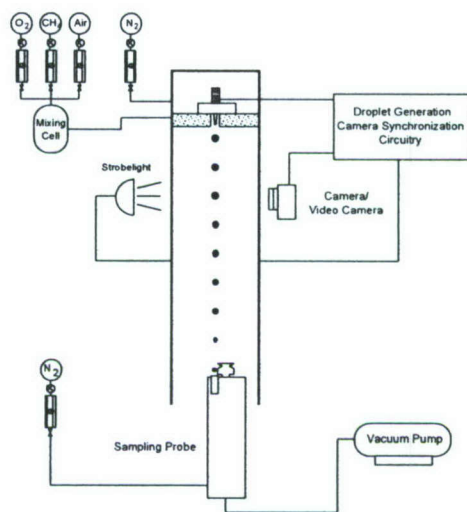 O2 CH4 Air N2
Mixing
Cell
Droplet Generation
Camera Synchronization
Circuitry
Strobelight
Camera/
Video Camera
N2
Sampling Probe
Vacuum Pump